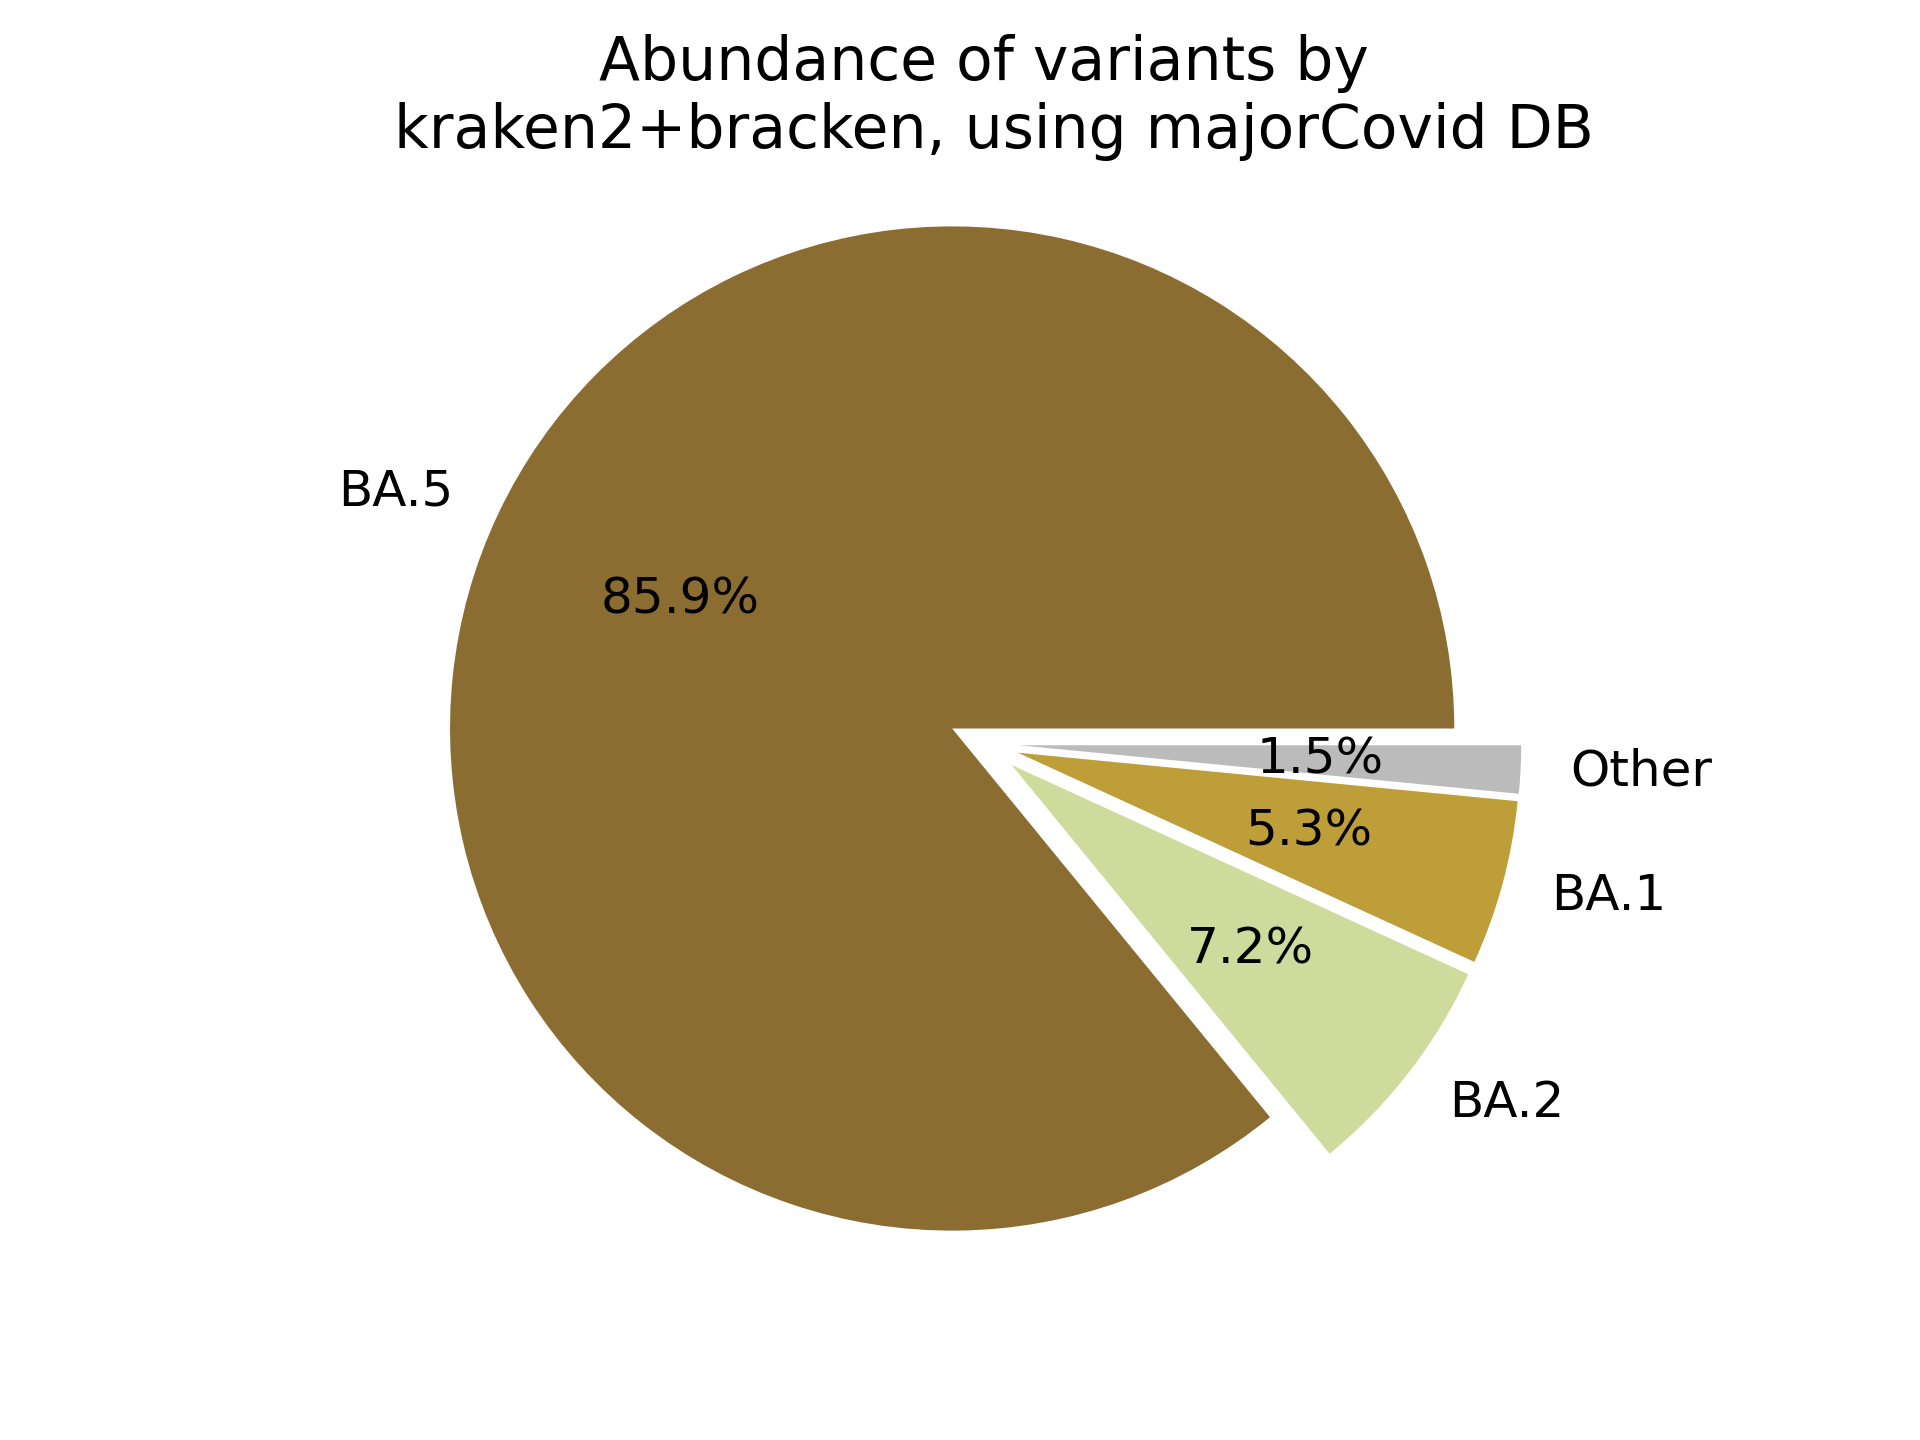 Abundance of variants by
kraken2+bracken, using majorCovid DB
BA.5
85.9%
1.5%
Other
5.3%
BA.1
7.2%
BA.2